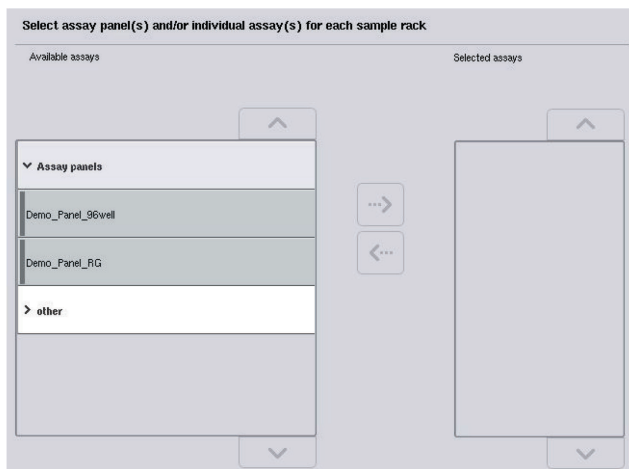 Select assay panel(s) and/or individual assay(s) for each sample rack
Available assays
Selected assays
Assay panels
Demo_Panel_96well
Demo_Panel_RG
other